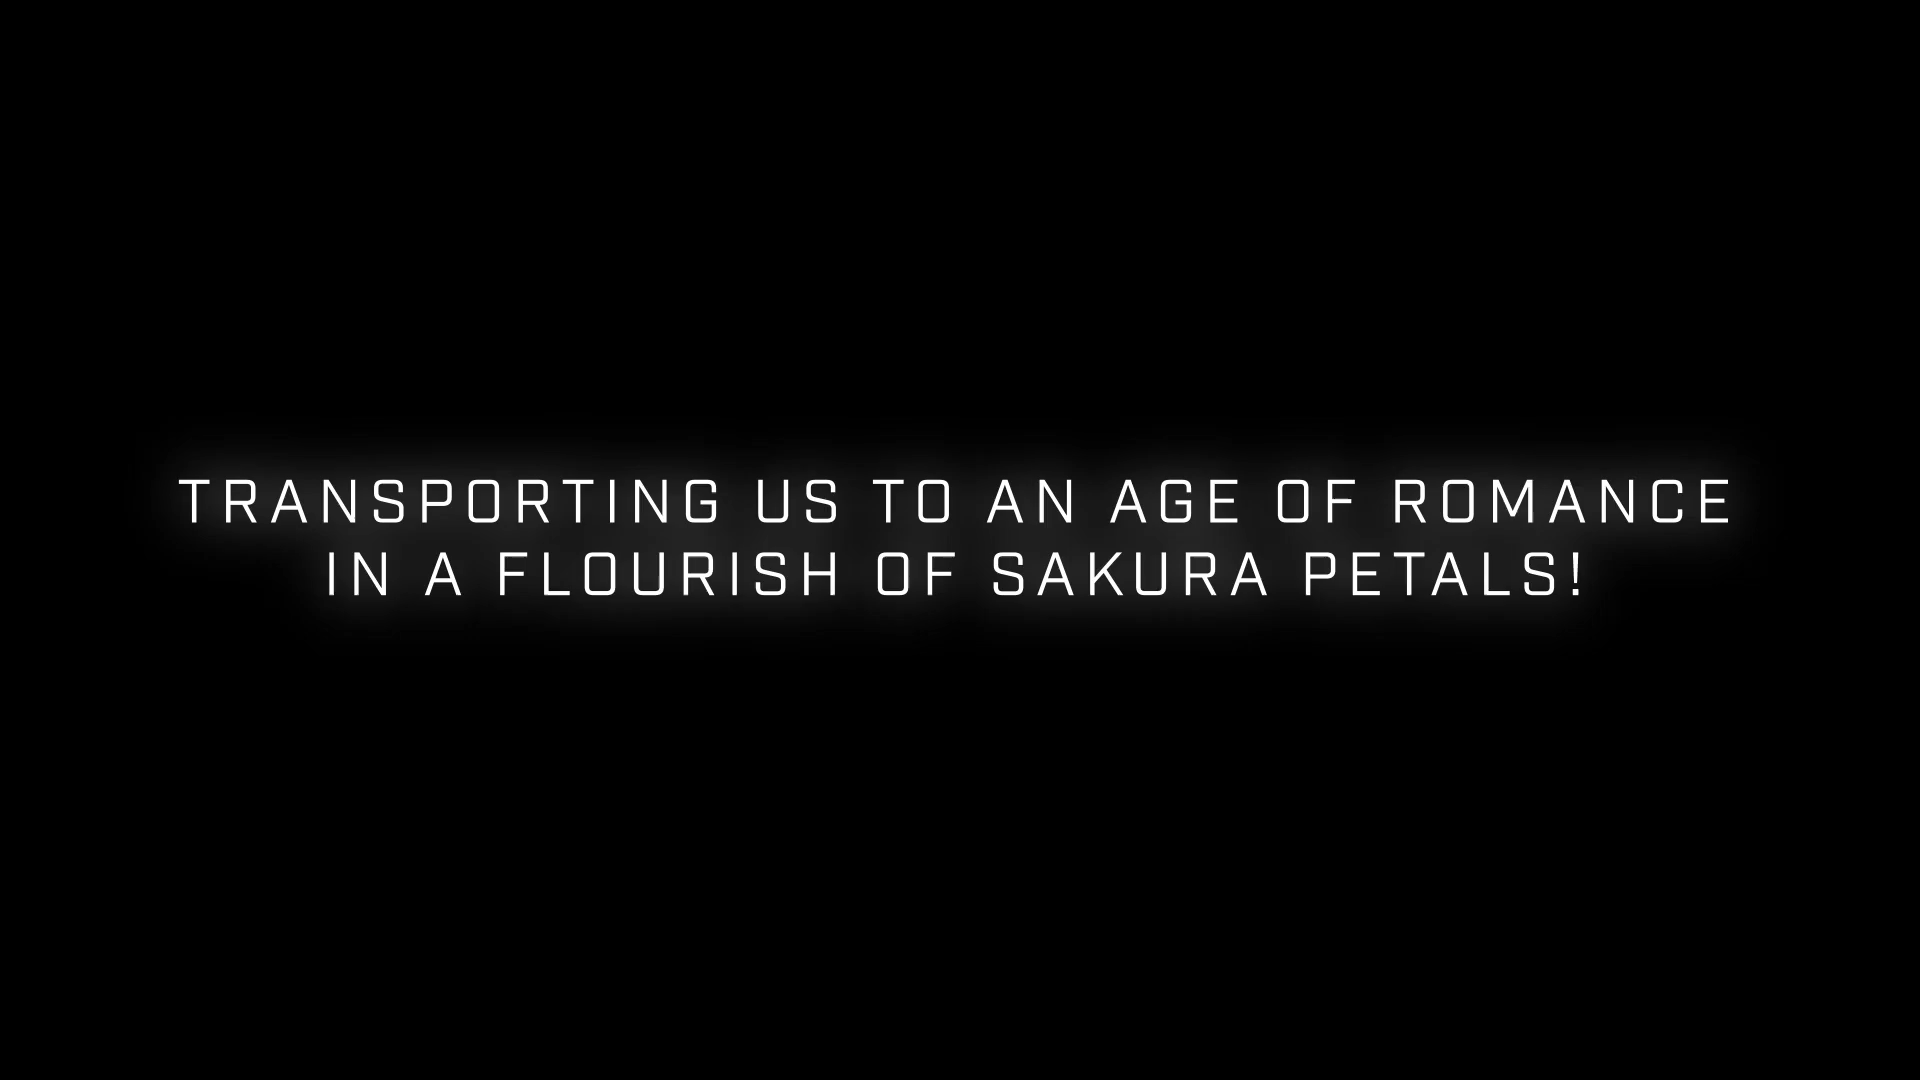 TRANSPORTING US TO AN AGE OF ROMANCE
IN A FLOURISH OF SAKURA PETALS!